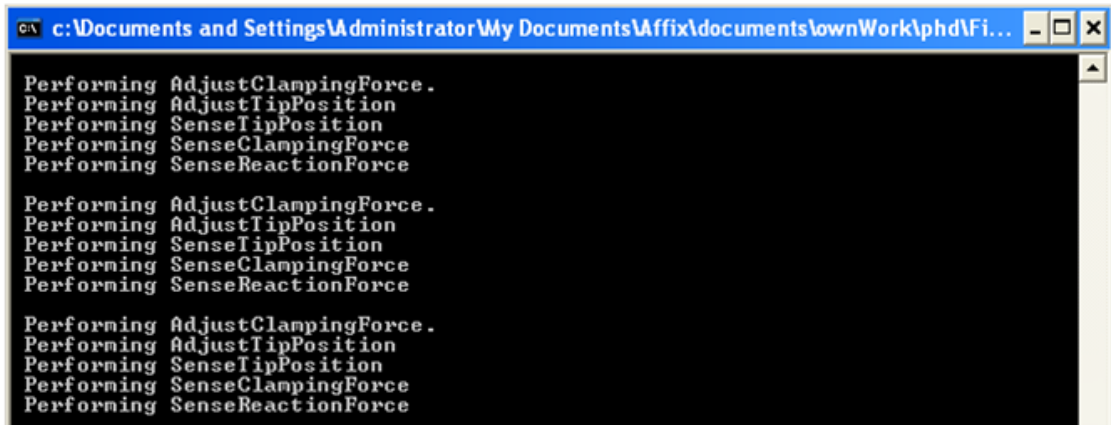 c:\Documents and Settings\Administrator\My Documents\Affix\documents\ownWork\phd\Fi...
Performing AdjustClampingForce.
Performing AdjustTipPosition
Performing SenseTipPosition
Performing SenseClampingForce
Performing SenseReactionForce
Performing AdjustClampingForce.
Performing AdjustTipPosition
Performing SenseTipPosition
Performing SenseClampingForce
Performing SenseReactionForce
Performing AdjustClampingForce.
Performing AdjustTipPosition
Performing SenseTipPosition
Performing SenseClampingForce
Performing SenseReactionForce